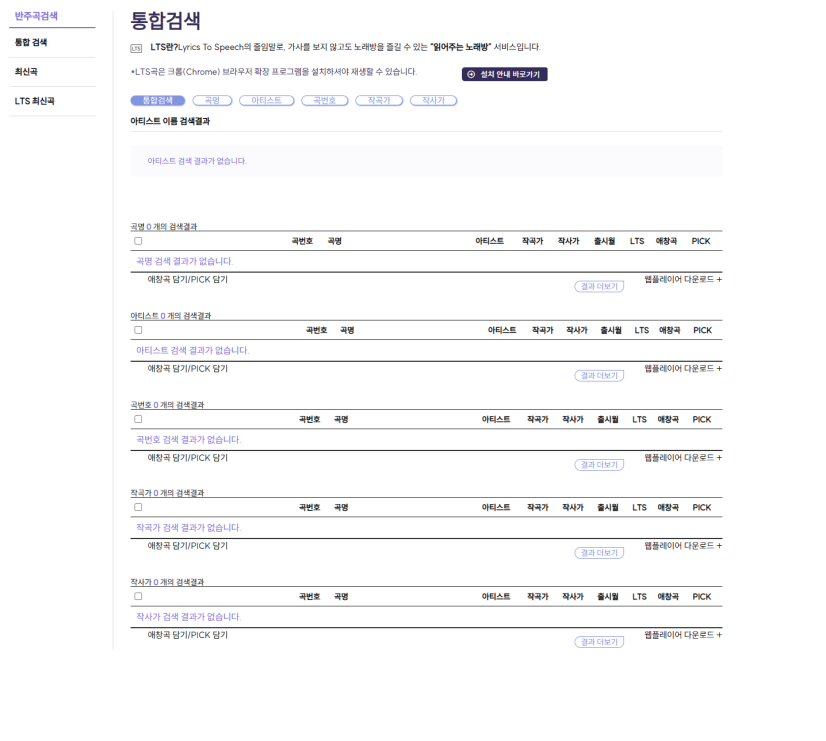 반주곡검색
통합 검색
최신곡
LTS 최신곡
통합검색
LTS LTS란?Lyrics To Speech의 줄임말로, 가사를 보지 않고도 노래방을 즐길 수 있는 "읽어주는 노래방" 서비스입니다.
*LTS곡은 크롬(Chrome) 브라우저 확장 프로그램을 설치하셔야 재생할 수 있습니다. 설치 안내 바로가기
통합검색 곡명 아티스트 곡번호 작곡가 작사가
아티스트 이름 검색결과
아티스트 검색 결과가 없습니다.
곡명 0 개의 검색결과
곡번호 곡명 아티스트 작곡가 작사가 출시월 LTS 애창곡 PICK
곡명 검색 결과가 없습니다.
애창곡 담기/PICK 담기 결과 더보기 웹플레이어 다운로드 +
아티스트 0 개의 검색결과
곡번호 곡명 아티스트 작곡가 작사가 출시월 LTS 애창곡 PICK
아티스트 검색 결과가 없습니다.
애창곡 담기/PICK 담기 결과 더보기 웹플레이어 다운로드 +
곡번호 0 개의 검색결과
곡번호 곡명 아티스트 작곡가 작사가 출시월 LTS 애창곡 PICK
곡번호 검색 결과가 없습니다.
애창곡 담기/PICK 담기 결과 더보기 웹플레이어 다운로드 +
작곡가 0 개의 검색결과
곡번호 곡명 아티스트 작곡가 작사가 출시월 LTS 애창곡 PICK
작곡가 검색 결과가 없습니다.
애창곡 담기/PICK 담기 결과 더보기 웹플레이어 다운로드 +
작사가 0 개의 검색결과
곡번호 곡명 아티스트 작곡가 작사가 출시월 LTS 애창곡 PICK
작사가 검색 결과가 없습니다.
애창곡 담기/PICK 담기 결과 더보기 웹플레이어 다운로드 +